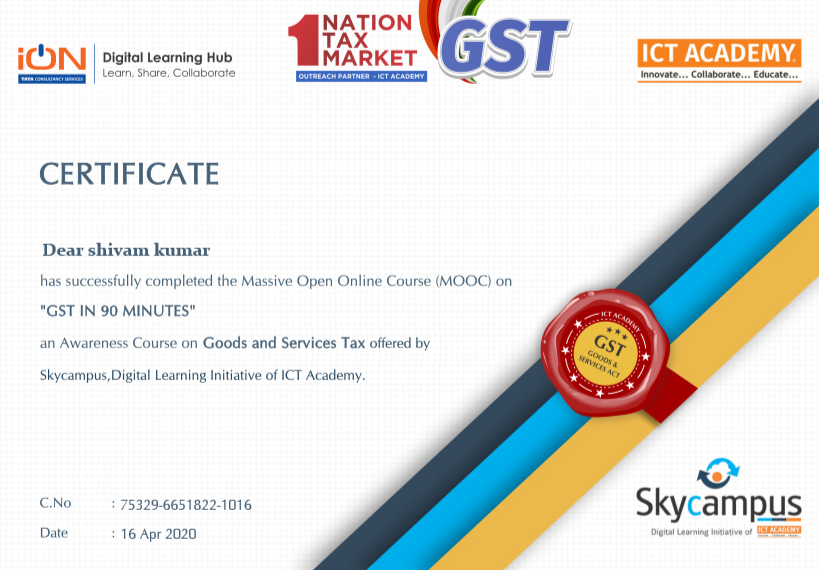 iON
TATA CONSULTANCY SERVICES
Digital Learning Hub
Learn, Share, Collaborate
1 NATION
TAX
MARKET
OUTREACH PARTNER - ICT ACADEMY
GST
ICT ACADEMY
Innovate... Collaborate... Educate...
CERTIFICATE
Dear shivam kumar
has successfully completed the Massive Open Online Course (MOOC) on
"GST IN 90 MINUTES"
an Awareness Course on Goods and Services Tax offered by
Skycampus,Digital Learning Initiative of ICT Academy.
ICT ACADEMY
GST
GOODS &
SERVICES ACT
C.No : 75329-6651822-1016
Date : 16 Apr 2020
Skycampus
Digital Learning Initiative of ICT ACADEMY